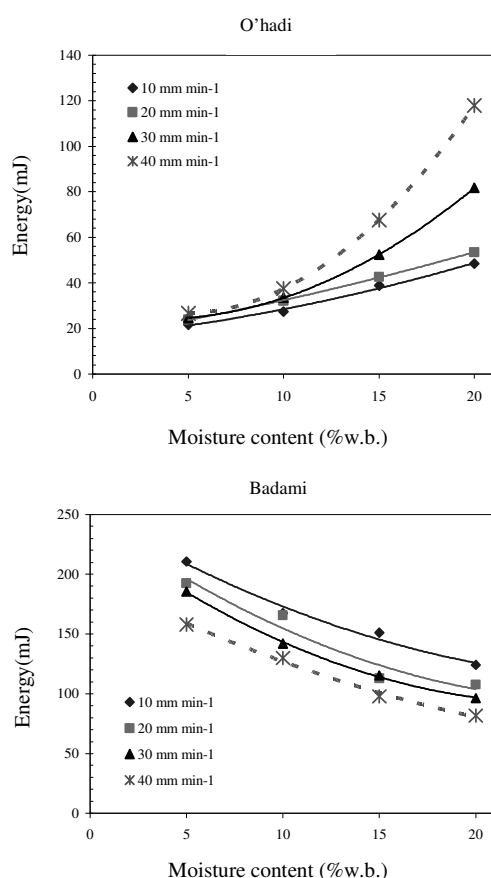 O'hadi
140
120
100
80
60
40
20
0
Energy(mJ)
10 mm min-1
20 mm min-1
30 mm min-1
40 mm min-1
0 5 10 15 20
Moisture content (%w.b.)
Badami
250
200
150
100
50
0
Energy(mJ)
10 mm min-1
20 mm min-1
30 mm min-1
40 mm min-1
0 5 10 15 20
Moisture content (%w.b.)